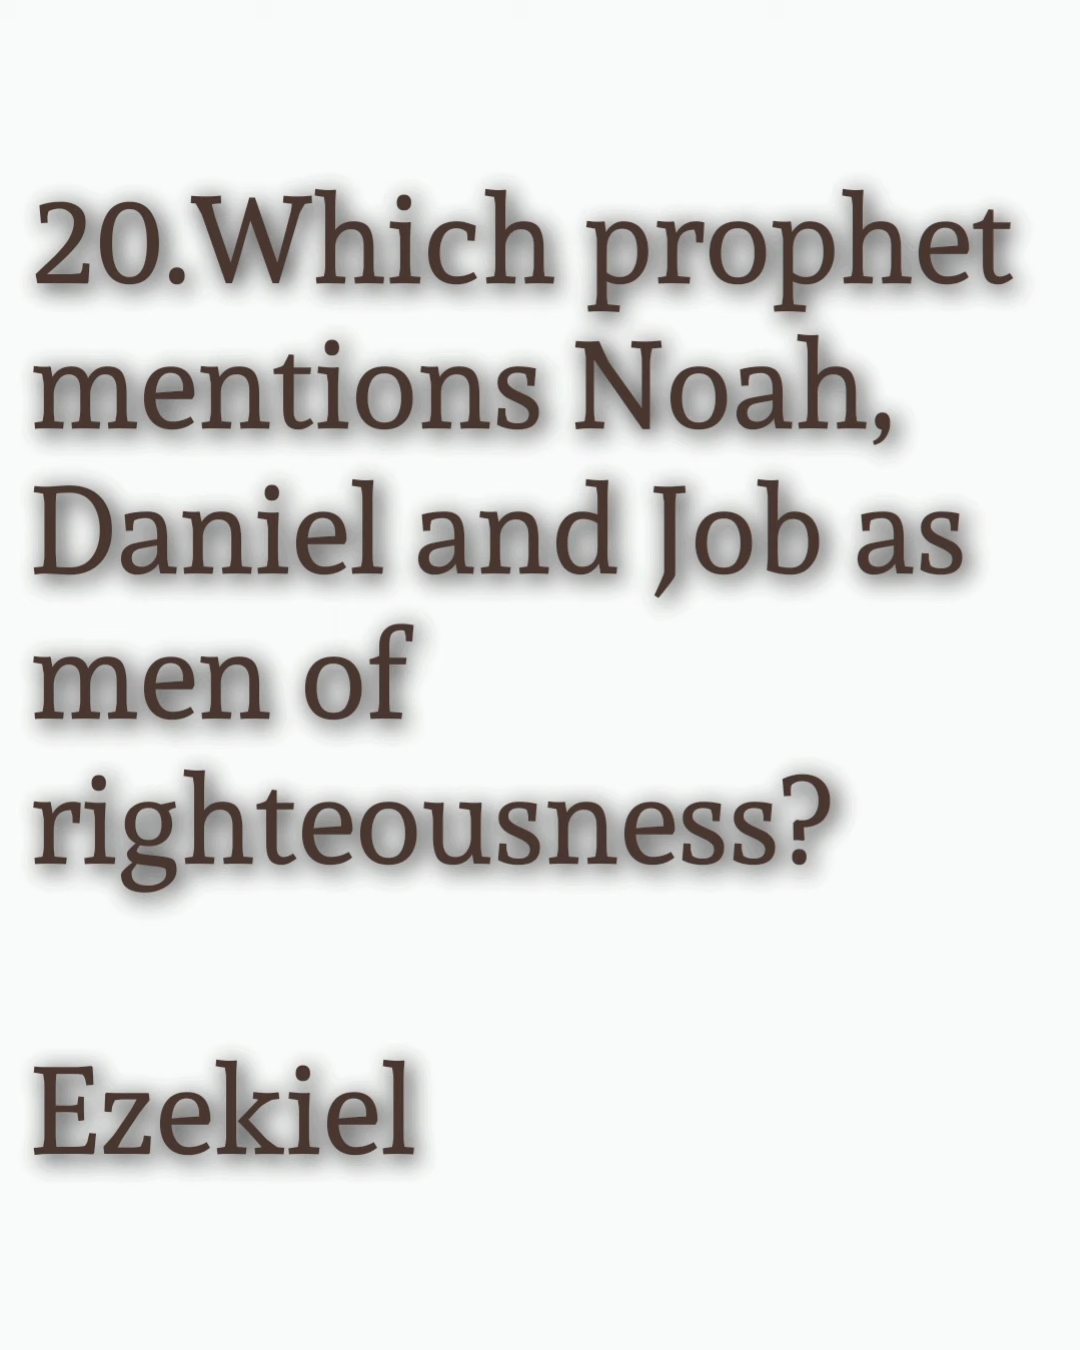 20.Which prophet
mentions Noah,
Daniel and Job as
men of
righteousness?
Ezekiel